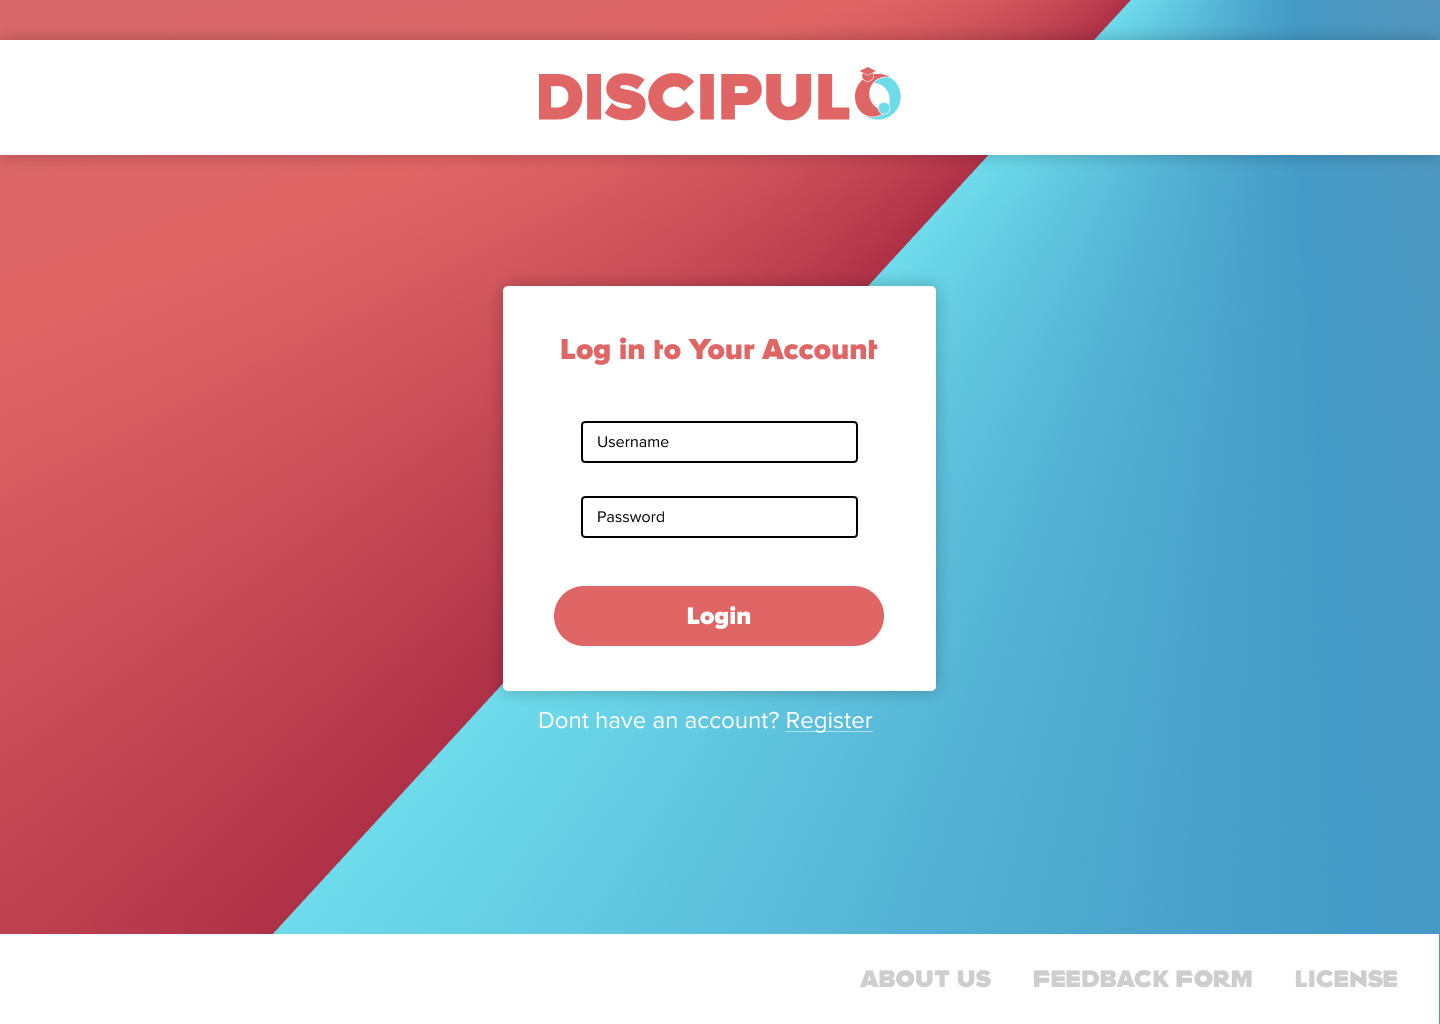 DISCIPULO
Log in to Your Account
Username
Password
Login
Dont have an account? Register
ABOUT US FEEDBACK FORM LICENSE